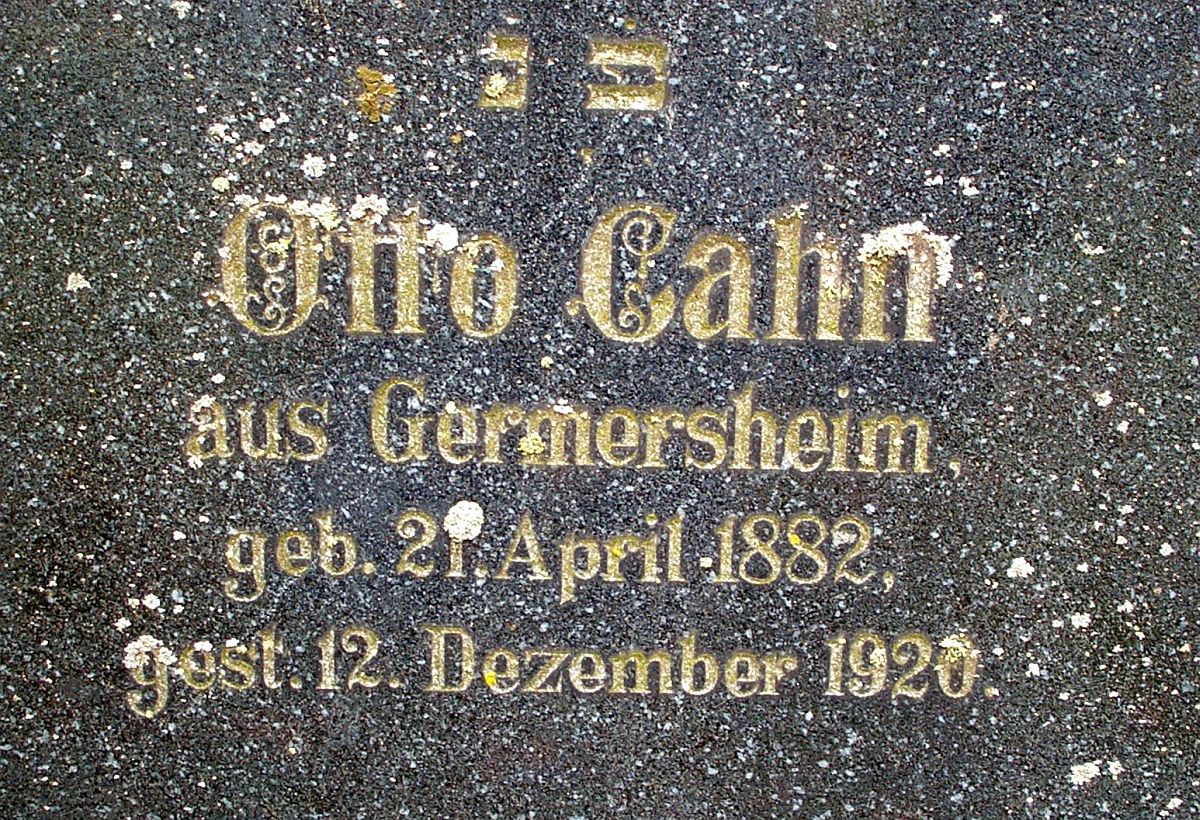 פ נ
Otto Cahn
aus Germersheim,
geb. 21. April 1882,
gest. 12. Dezember 1920.